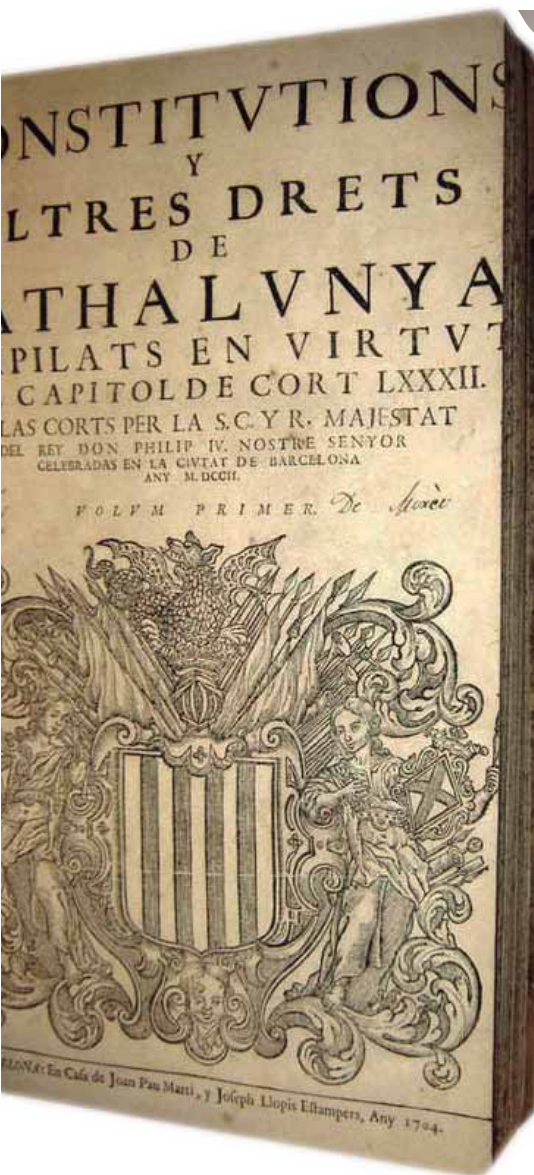 ONSTITVTIONS
Y
LTRES DRETS
DE
ATHALVNYA
PILATS EN VIRTVT
CAPITOL DE CORT LXXXII.
LAS CORTS PER LA S.C.Y R. MAJESTAT
DEL REY DON PHILIP IV. NOSTRE SENYOR
CELEBRADAS EN LA CIVTAT DE BARCELONA
ANY M.DCCII.
VOLVM PRIMER. De
ELONA: En Casa de Joan Pau Marti, y Joseph Llopis Estampers, Any 1704.